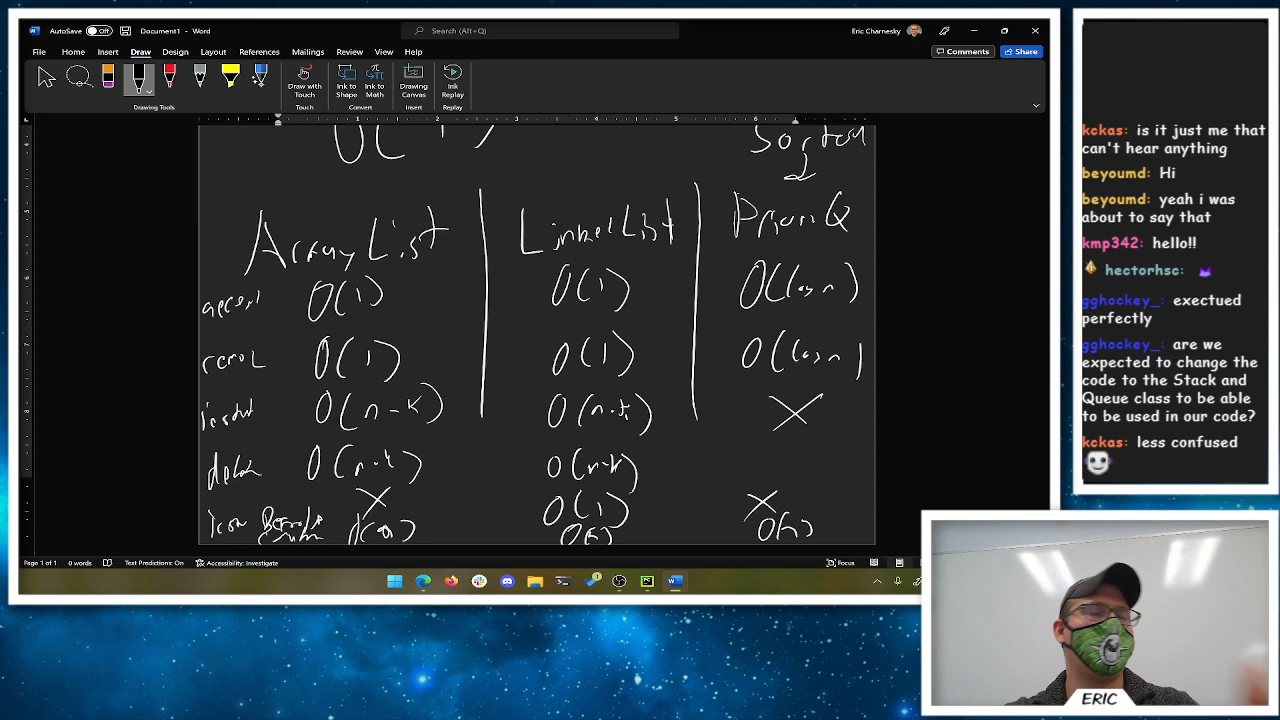 AutoSave Off Document1 - Word Search (Alt+Q) Eric Charnesky
File Home Insert Draw Design Layout References Mailings Review View Help Comments Share
Draw with Touch
Ink to Shape
Ink to Math
Drawing Canvas
Ink Replay
Drawing Tools Touch Convert Insert Replay
1 2 3 4 5 6
Sorted
ArrayList LinkedList PriorQ
O(1) O(1) O(log n)
O(1) O(1) O(log n)
insert O(n-k) O(n-k) X
O(n-k) O(n-k)
X O(1) X
O(n) O(n) O(n)
Page 1 of 1 0 words Text Predictions: On Accessibility: Investigate Focus
kckas: is it just me that
can't hear anything
beyoumd: Hi
beyoumd: yeah i was
about to say that
kmp342: hello!!
hectorhsc:
gghockey_: exectued
perfectly
gghockey_: are we
expected to change the
code to the Stack and
Queue class to be able
to be used in our code?
kckas: less confused
ERIC